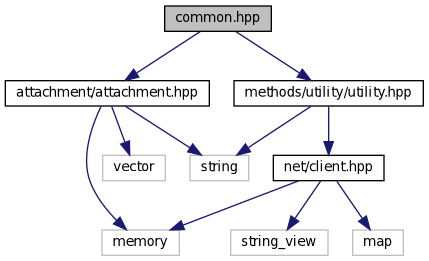 common.hpp
attachment/attachment.hpp
methods/utility/utility.hpp
vector
string
net/client.hpp
memory
string_view
map